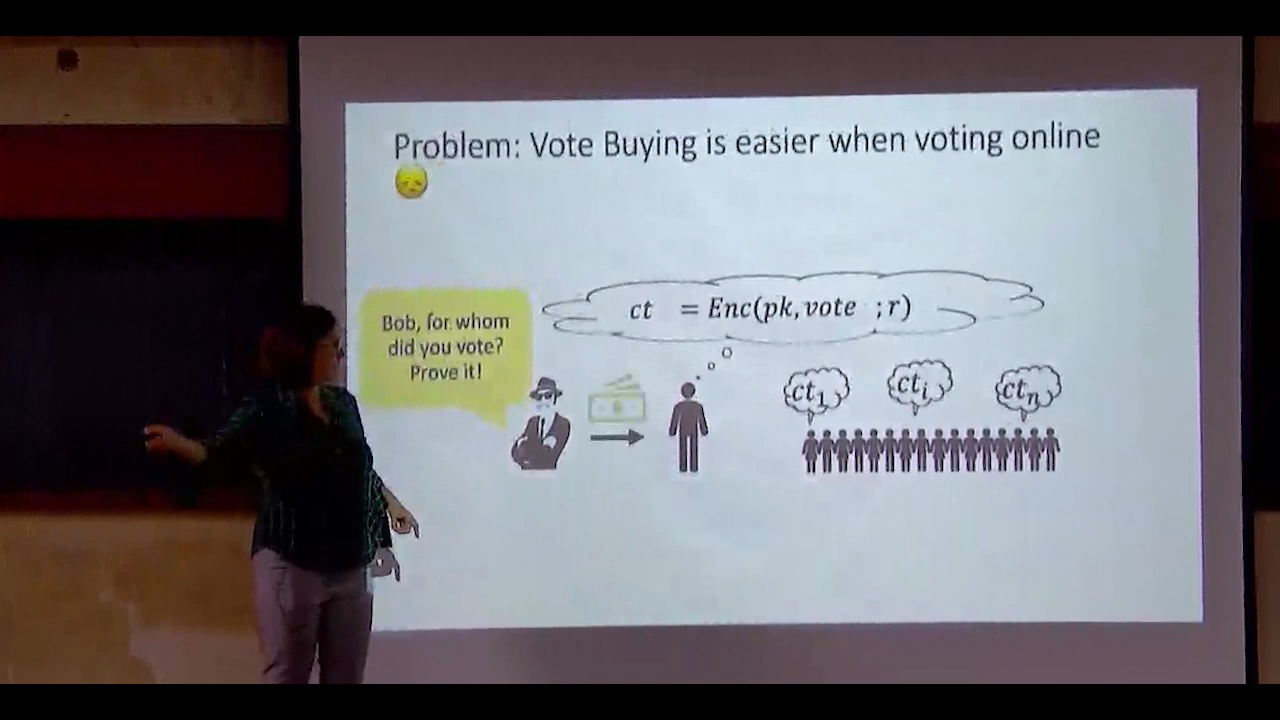 Problem: Vote Buying is easier when voting online
Bob, for whom
did you vote?
Prove it!
ct = Enc(pk, vote ; r)
ct₁
ctᵢ
ctₙ